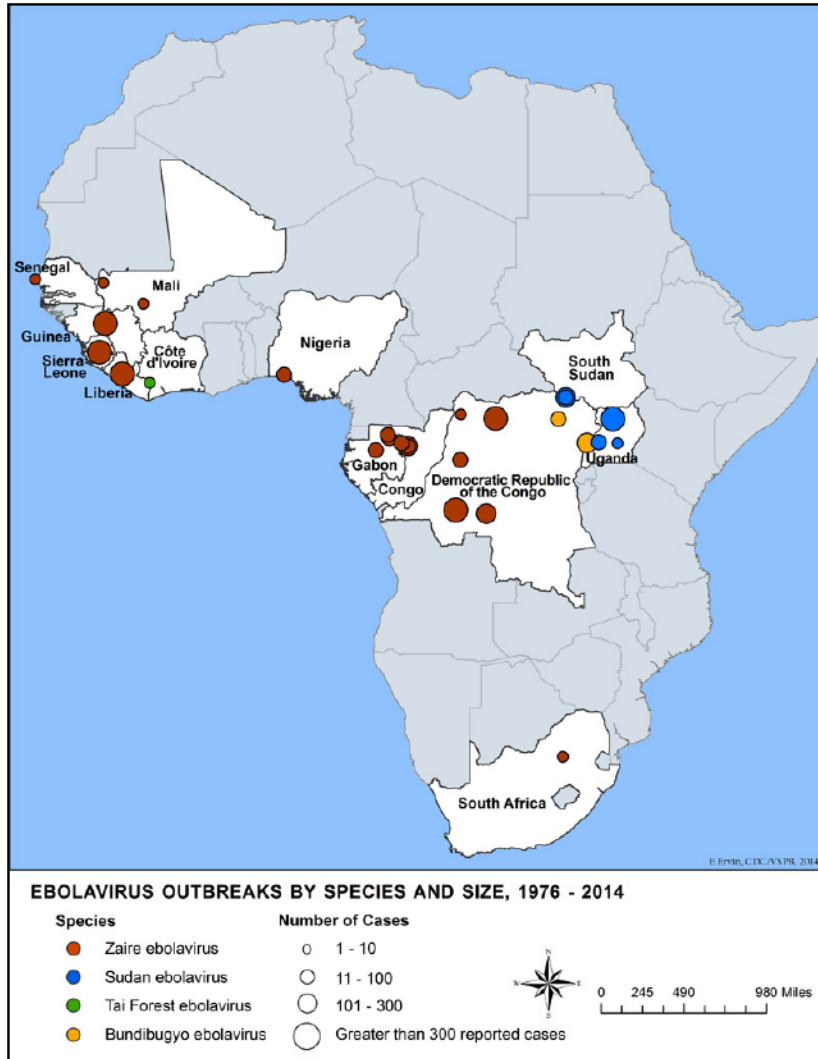 Senegal
Mali
Guinea
Sierra
Leone
Liberia
Côte
d'Ivoire
Nigeria
South
Sudan
Gabon
Congo
Democratic Republic
of the Congo
Uganda
South Africa
E Ervin, CDC/VSPB, 2014
EBOLAVIRUS OUTBREAKS BY SPECIES AND SIZE, 1976 - 2014
Species
Zaire ebolavirus
Sudan ebolavirus
Tai Forest ebolavirus
Bundibugyo ebolavirus
Number of Cases
1 - 10
11 - 100
101 - 300
Greater than 300 reported cases
N
W E
S
0 245 490 980 Miles